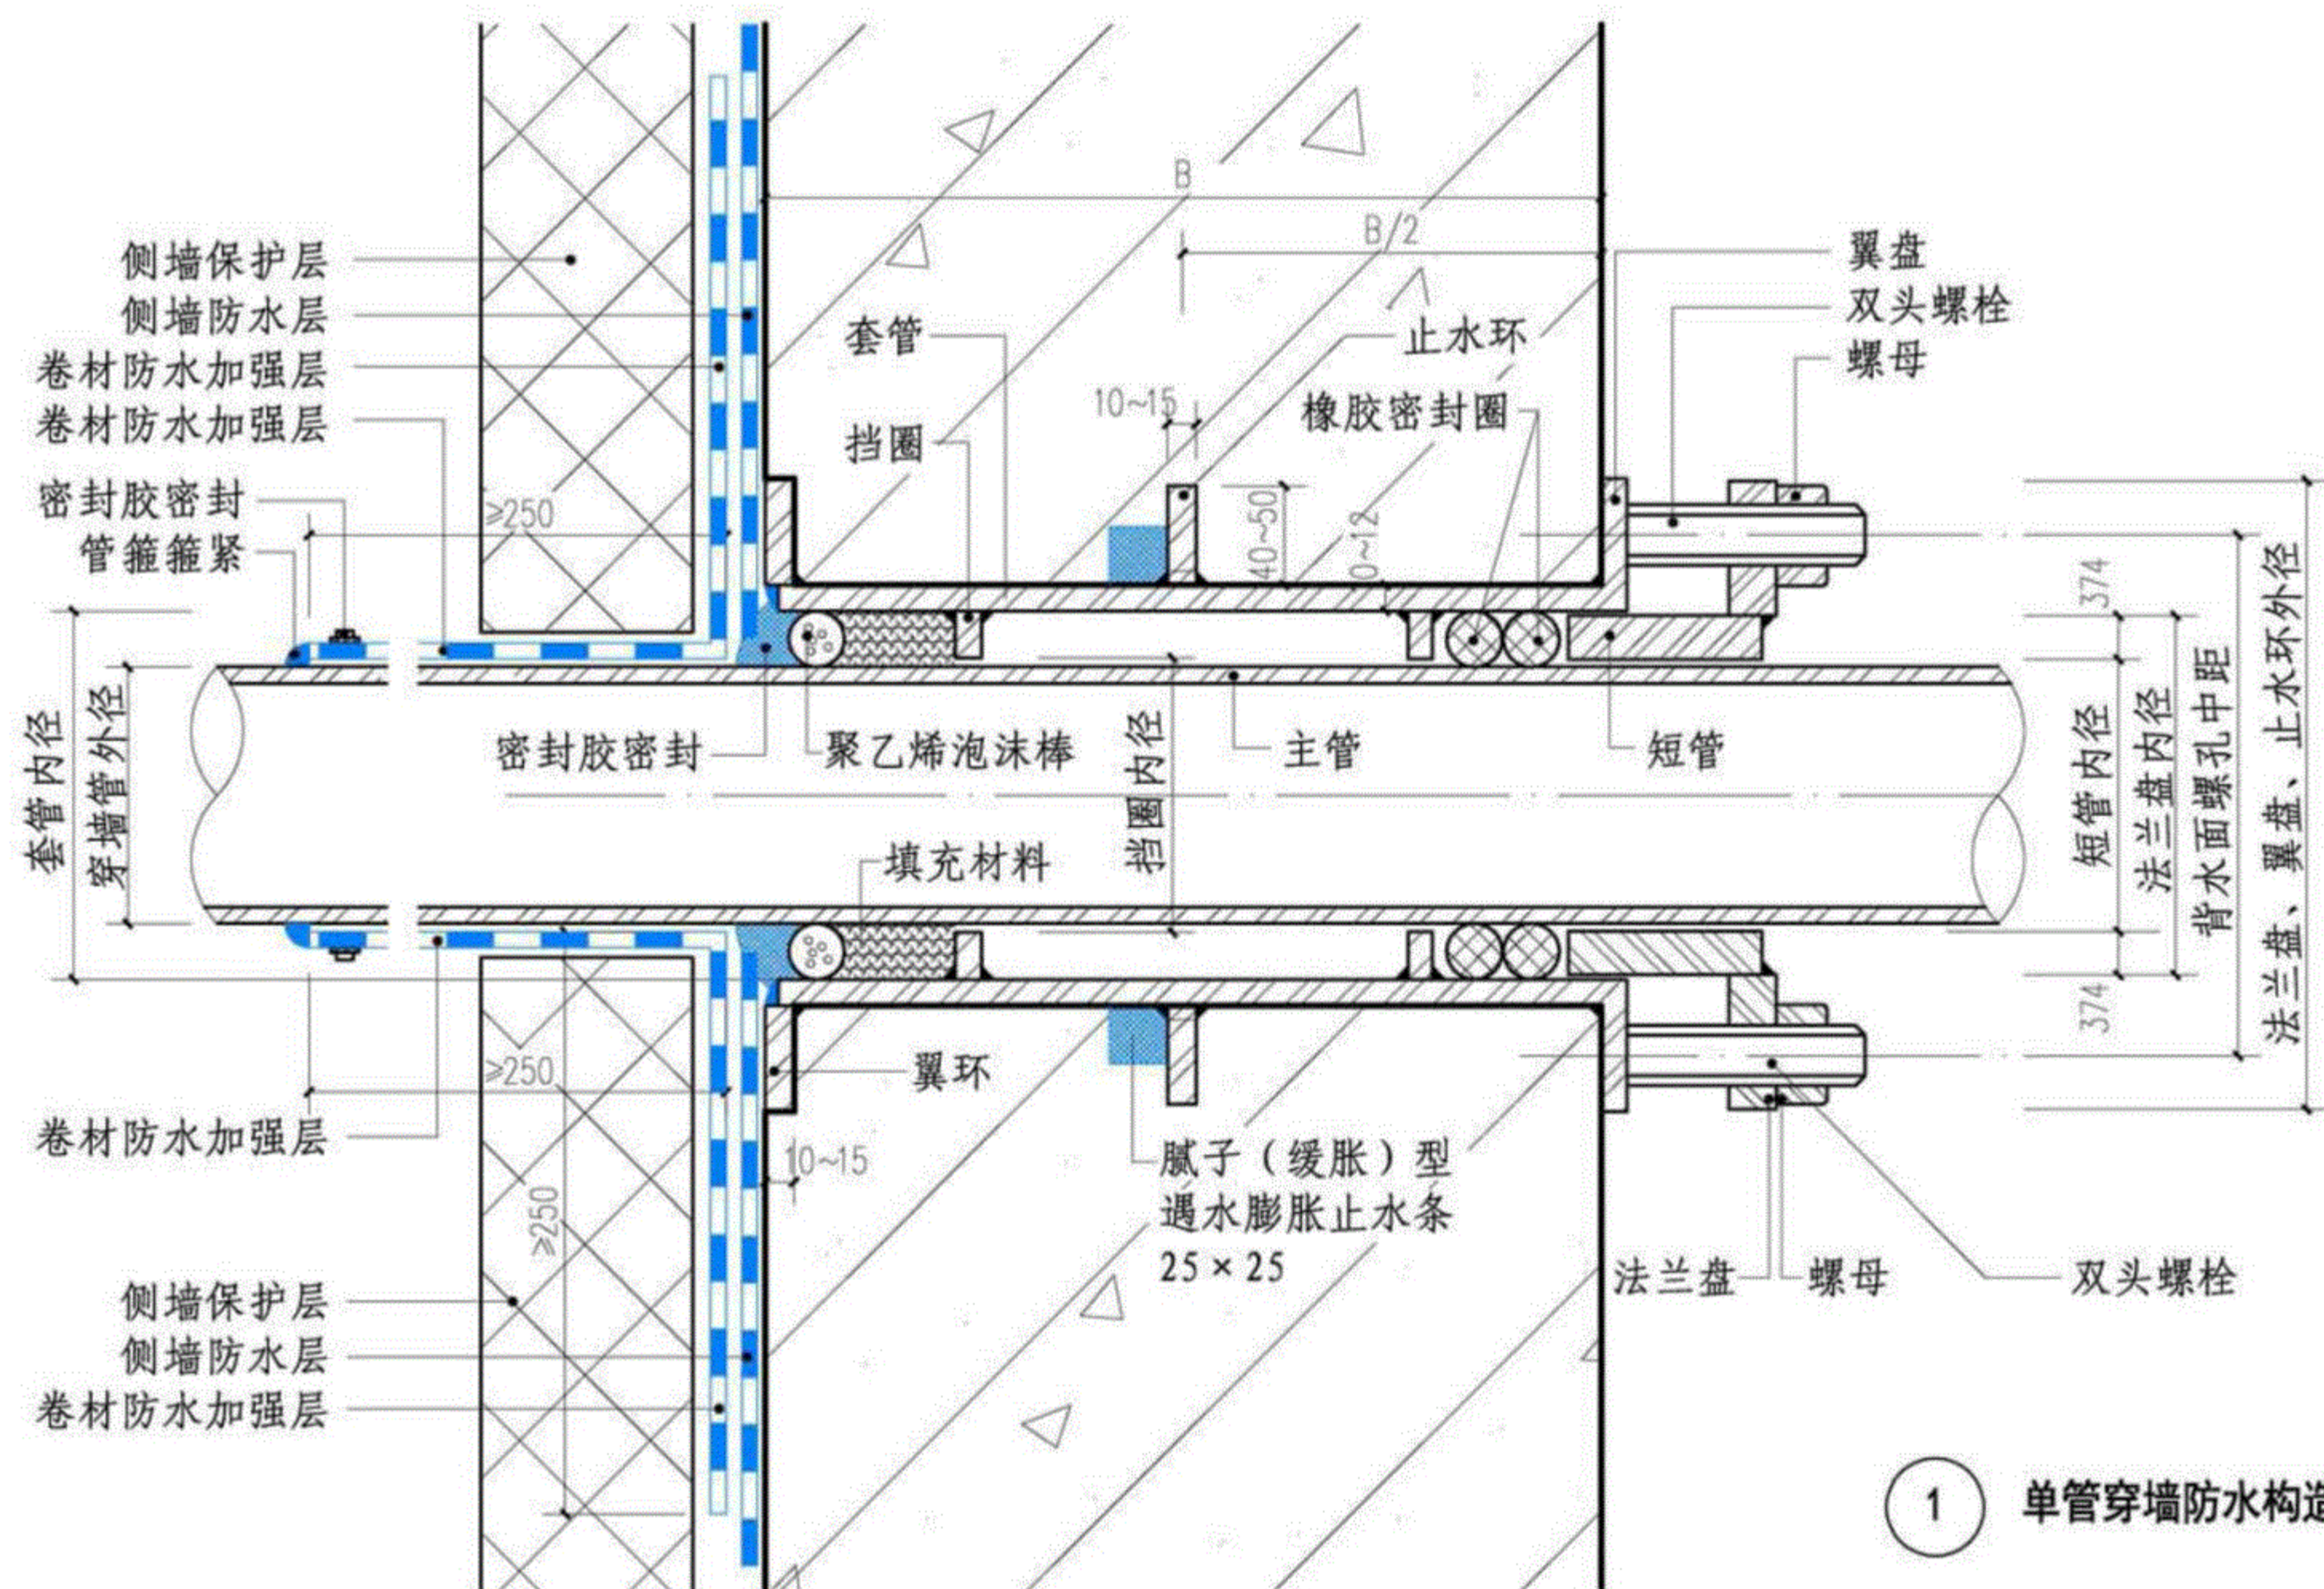 B
B/2
侧墙保护层
侧墙防水层
卷材防水加强层
卷材防水加强层
密封胶密封
管箍箍紧
≥250
套管
挡圈
10~15
止水环
橡胶密封圈
40~50
0~12
翼盘
双头螺栓
螺母
374
套管内径
穿墙管外径
密封胶密封
聚乙烯泡沫棒
挡圈内径
主管
短管
填充材料
短管内径
法兰盘内径
背水面螺孔中距
法兰盘、翼盘、止水环外径
374
≥250
翼环
卷材防水加强层
10~15
≥250
腻子（缓胀）型
遇水膨胀止水条
25×25
侧墙保护层
侧墙防水层
卷材防水加强层
法兰盘
螺母
双头螺栓
1 单管穿墙防水构造